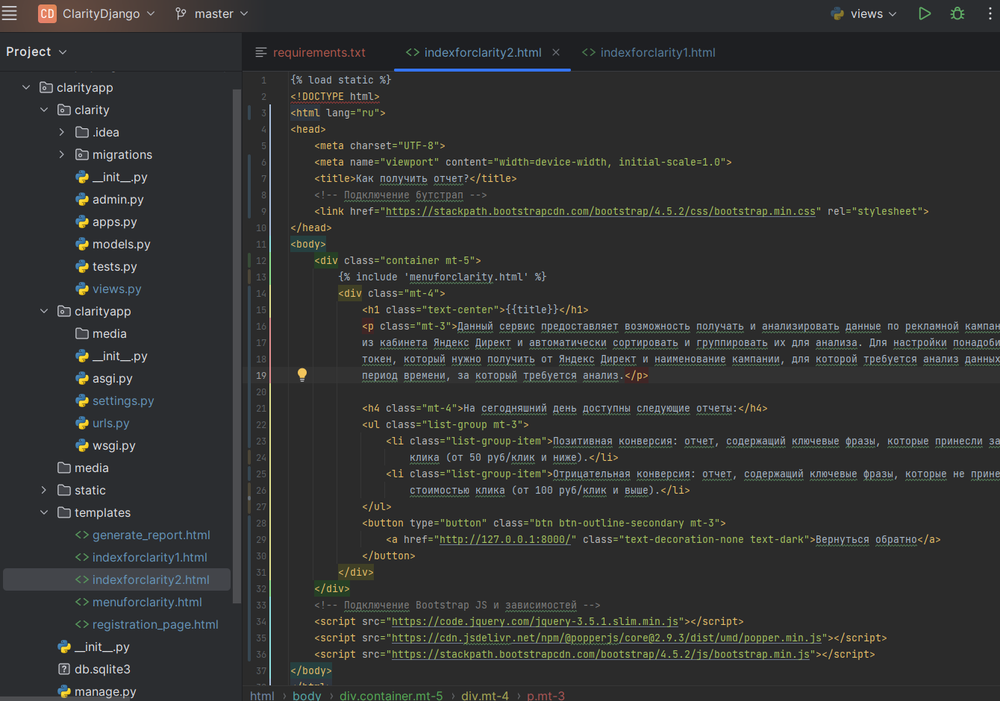 CD ClarityDjango master views
Project
requirements.txt indexforclarity2.html indexforclarity1.html
clarityapp
clarity
.idea
migrations
__init__.py
admin.py
apps.py
models.py
tests.py
views.py
clarityapp
media
__init__.py
asgi.py
settings.py
urls.py
wsgi.py
media
static
templates
generate_report.html
indexforclarity1.html
indexforclarity2.html
menuforclarity.html
registration_page.html
__init__.py
db.sqlite3
manage.py
1 {% load static %}
2 <!DOCTYPE html>
3 <html lang="ru">
4 <head>
5 <meta charset="UTF-8">
6 <meta name="viewport" content="width=device-width, initial-scale=1.0">
7 <title>Как получить отчет?</title>
8 <!-- Подключение бутстрап -->
9 <link href="https://stackpath.bootstrapcdn.com/bootstrap/4.5.2/css/bootstrap.min.css" rel="stylesheet">
10 </head>
11 <body>
12 <div class="container mt-5">
13 {% include 'menuforclarity.html' %}
14 <div class="mt-4">
15 <h1 class="text-center">{{title}}</h1>
16 <p class="mt-3">Данный сервис предоставляет возможность получать и анализировать данные по рекламной кампан
17 из кабинета Яндекс Директ и автоматически сортировать и группировать их для анализа. Для настройки понадоби
18 токен, который нужно получить от Яндекс Директ и наименование кампании, для которой требуется анализ данных
19 период времени, за который требуется анализ.</p>
20
21 <h4 class="mt-4">На сегодняшний день доступны следующие отчеты:</h4>
22 <ul class="list-group mt-3">
23 <li class="list-group-item">Позитивная конверсия: отчет, содержащий ключевые фразы, которые принесли за
24 клика (от 50 руб/клик и ниже).</li>
25 <li class="list-group-item">Отрицательная конверсия: отчет, содержащий ключевые фразы, которые не прине
26 стоимостью клика (от 100 руб/клик и выше).</li>
27 </ul>
28 <button type="button" class="btn btn-outline-secondary mt-3">
29 <a href="http://127.0.0.1:8000/" class="text-decoration-none text-dark">Вернуться обратно</a>
30 </button>
31 </div>
32 </div>
33 <!-- Подключение Bootstrap JS и зависимостей -->
34 <script src="https://code.jquery.com/jquery-3.5.1.slim.min.js"></script>
35 <script src="https://cdn.jsdelivr.net/npm/@popperjs/core@2.9.3/dist/umd/popper.min.js"></script>
36 <script src="https://stackpath.bootstrapcdn.com/bootstrap/4.5.2/js/bootstrap.min.js"></script>
37 </body>
html › body › div.container.mt-5 › div.mt-4 › p.mt-3